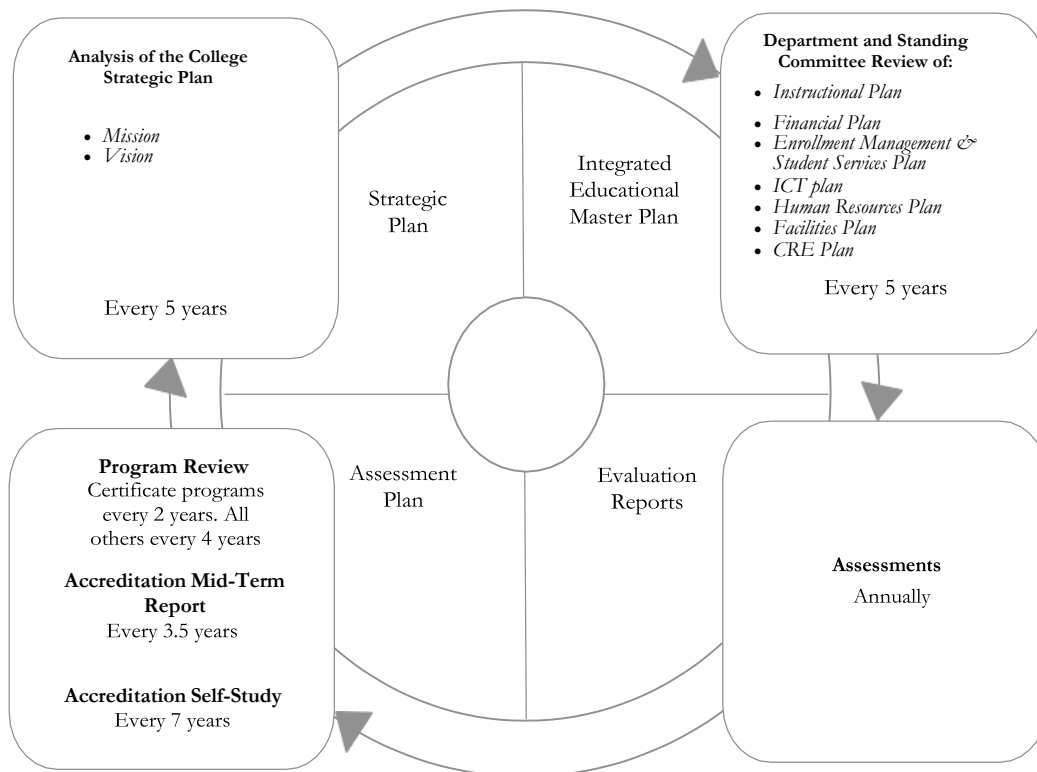 Analysis of the College
Strategic Plan
• Mission
• Vision
Every 5 years
Strategic
Plan
Integrated
Educational
Master Plan
Department and Standing
Committee Review of:
• Instructional Plan
• Financial Plan
• Enrollment Management &
Student Services Plan
• ICT plan
• Human Resources Plan
• Facilities Plan
• CRE Plan
Every 5 years
Program Review
Certificate programs
every 2 years. All
others every 4 years
Accreditation Mid-Term
Report
Every 3.5 years
Accreditation Self-Study
Every 7 years
Assessment
Plan
Evaluation
Reports
Assessments
Annually